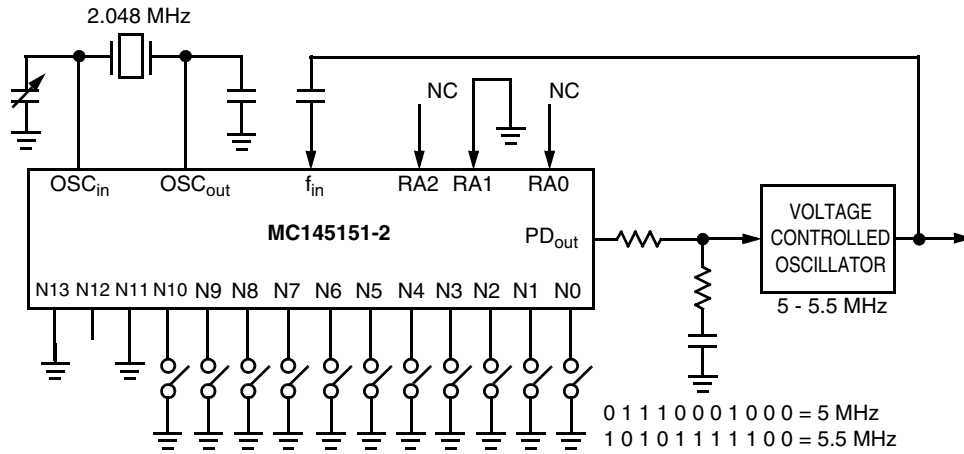 2.048 MHz
NC NC
OSCin OSCout fin RA2 RA1 RA0
MC145151-2
PDout
VOLTAGE
CONTROLLED
OSCILLATOR
5 - 5.5 MHz
N13 N12 N11 N10 N9 N8 N7 N6 N5 N4 N3 N2 N1 N0
0 1 1 1 0 0 0 1 0 0 0 = 5 MHz
1 0 1 0 1 1 1 1 1 0 0 = 5.5 MHz